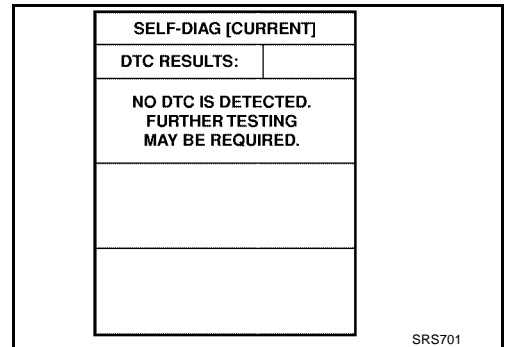 SELF-DIAG [CURRENT]
DTC RESULTS:
NO DTC IS DETECTED.
FURTHER TESTING
MAY BE REQUIRED.
SRS701